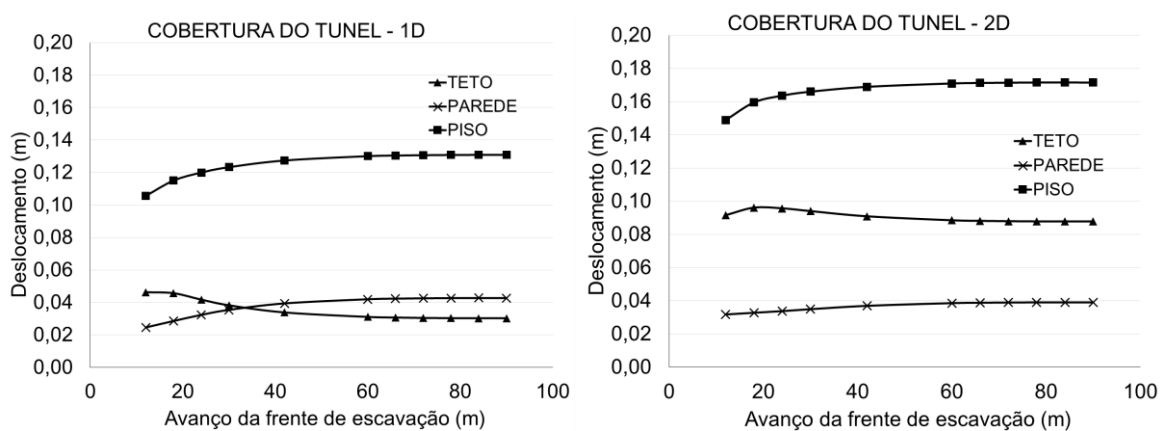 COBERTURA DO TUNEL - 1D
0,20
0,18
0,16
0,14
0,12
0,10
0,08
0,06
0,04
0,02
0,00
Deslocamento (m)
TETO
PAREDE
PISO
0 20 40 60 80 100
Avanço da frente de escavação (m)
COBERTURA DO TUNEL - 2D
0,20
0,18
0,16
0,14
0,12
0,10
0,08
0,06
0,04
0,02
0,00
Deslocamento (m)
TETO
PAREDE
PISO
0 20 40 60 80 100
Avanço da frente de escavação (m)